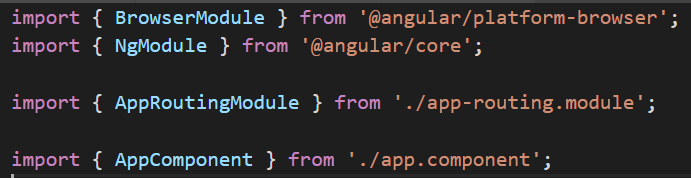 import { BrowserModule } from '@angular/platform-browser';
import { NgModule } from '@angular/core';
import { AppRoutingModule } from './app-routing.module';
import { AppComponent } from './app.component';